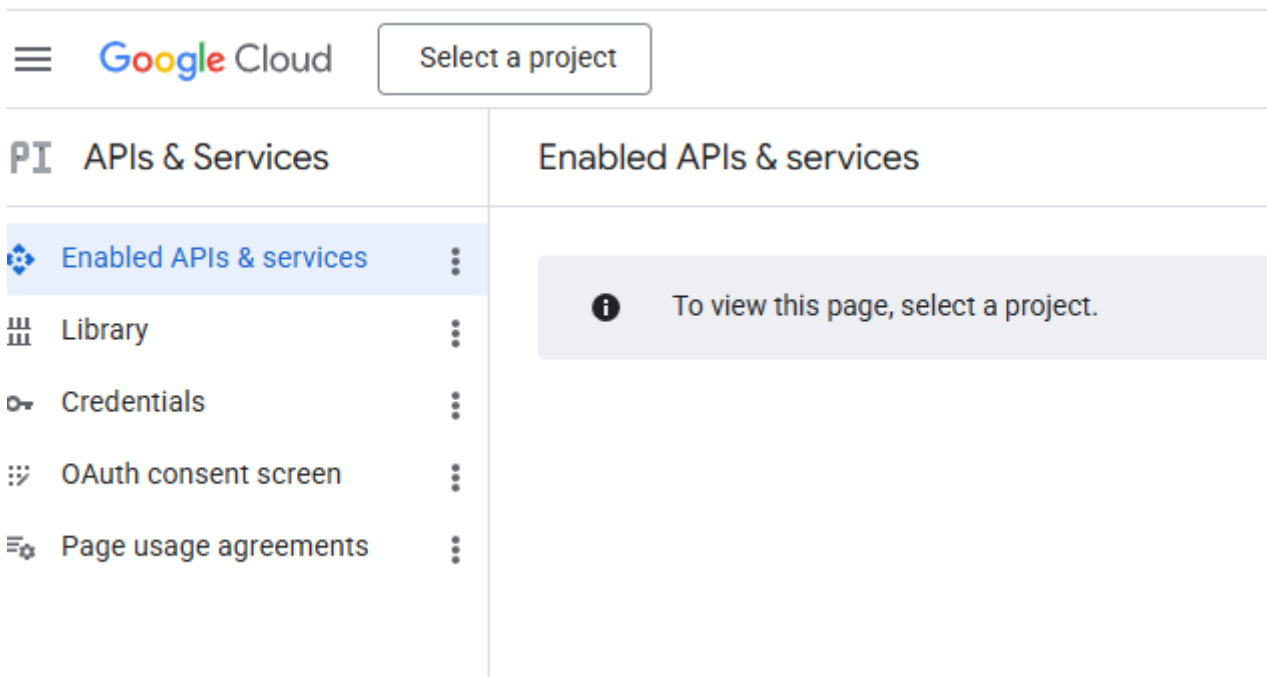 Google Cloud
Select a project
PI
APIs & Services
Enabled APIs & services
Enabled APIs & services
To view this page, select a project.
Library
Credentials
OAuth consent screen
Page usage agreements